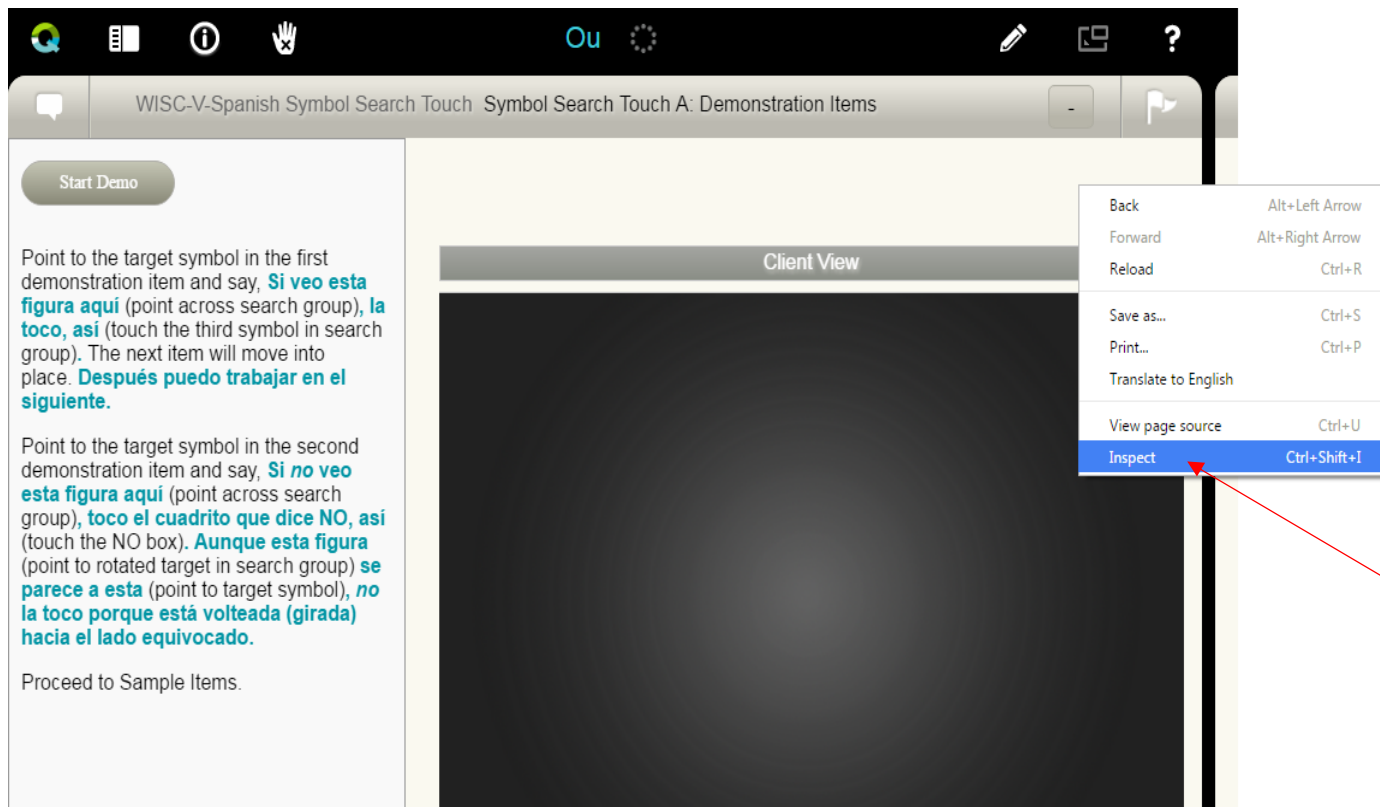 Ou
?
WISC-V-Spanish Symbol Search Touch Symbol Search Touch A: Demonstration Items
-
Start Demo
Point to the target symbol in the first
demonstration item and say, Si veo esta
figura aquí (point across search group), la
toco, así (touch the third symbol in search
group). The next item will move into
place. Después puedo trabajar en el
siguiente.
Point to the target symbol in the second
demonstration item and say, Si no veo
esta figura aquí (point across search
group), toco el cuadrito que dice NO, así
(touch the NO box). Aunque esta figura
(point to rotated target in search group) se
parece a esta (point to target symbol), no
la toco porque está volteada (girada)
hacia el lado equivocado.
Proceed to Sample Items.
Client View
Back Alt+Left Arrow
Forward Alt+Right Arrow
Reload Ctrl+R
Save as... Ctrl+S
Print... Ctrl+P
Translate to English
View page source Ctrl+U
Inspect Ctrl+Shift+I